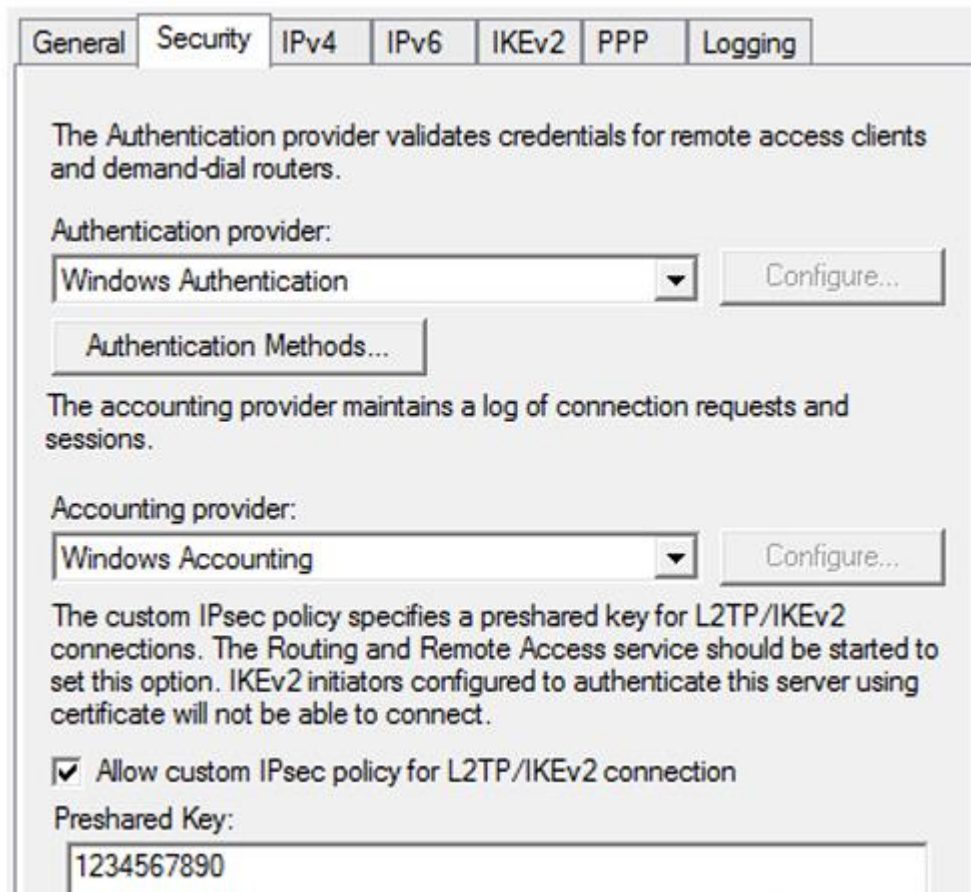 General Security IPv4 IPv6 IKEv2 PPP Logging
The Authentication provider validates credentials for remote access clients
and demand-dial routers.
Authentication provider:
Windows Authentication Configure...
Authentication Methods...
The accounting provider maintains a log of connection requests and
sessions.
Accounting provider:
Windows Accounting Configure...
The custom IPsec policy specifies a preshared key for L2TP/IKEv2
connections. The Routing and Remote Access service should be started to
set this option. IKEv2 initiators configured to authenticate this server using
certificate will not be able to connect.
Allow custom IPsec policy for L2TP/IKEv2 connection
Preshared Key:
1234567890